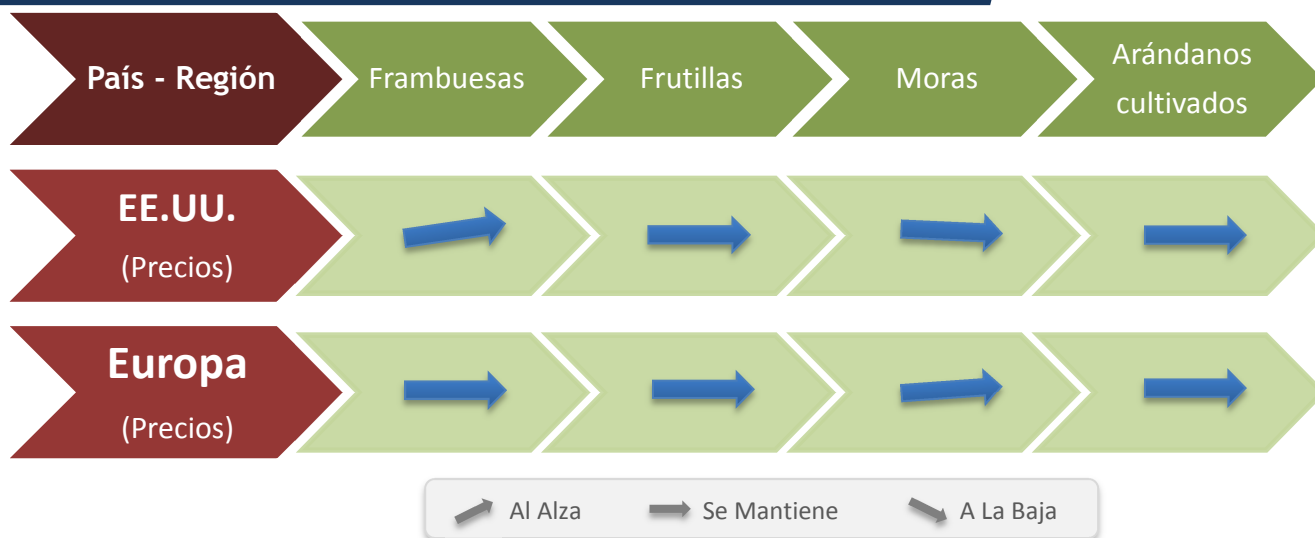 País - Región
Frambuesas
Frutillas
Moras
Arándanos
cultivados
EE.UU.
(Precios)
Europa
(Precios)
Al Alza
Se Mantiene
A La Baja